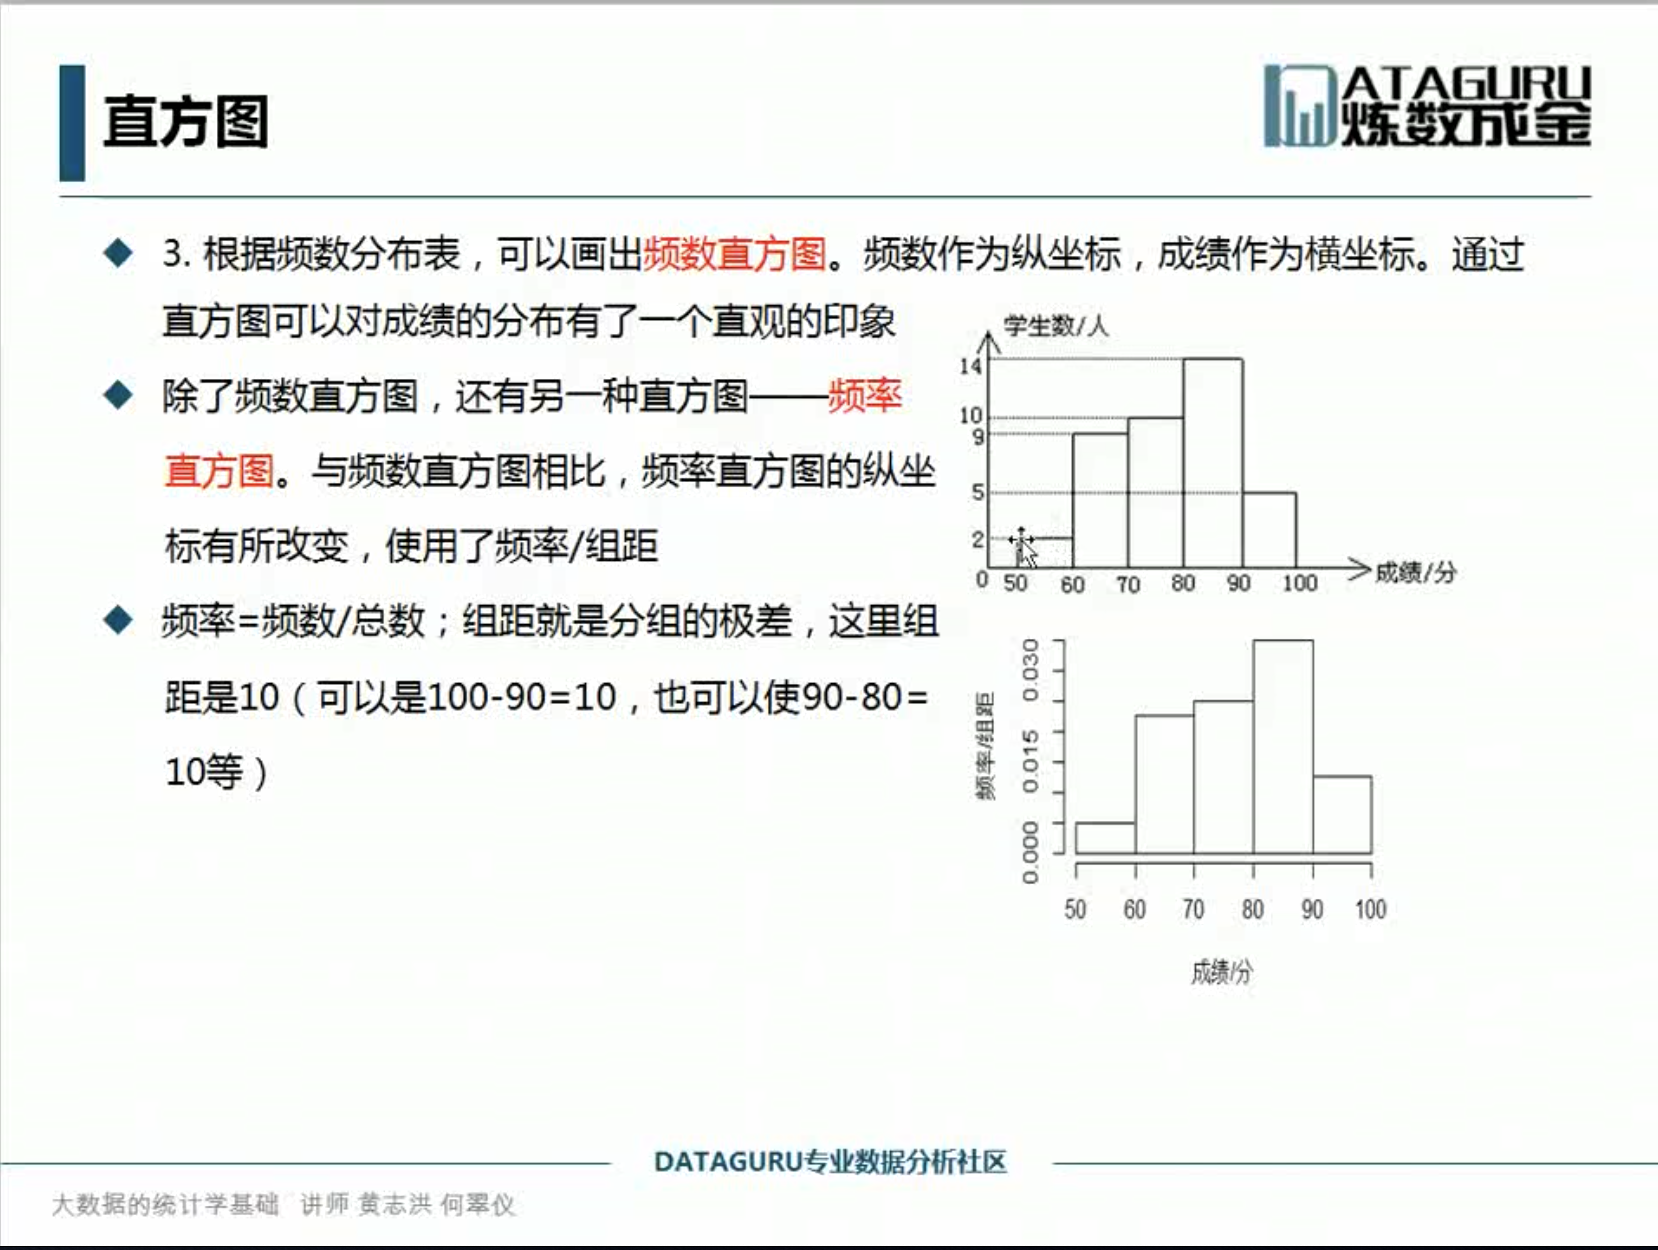 直方图
ATAGURU
炼数成金
3. 根据频数分布表，可以画出频数直方图。频数作为纵坐标，成绩作为横坐标。通过
直方图可以对成绩的分布有了一个直观的印象
除了频数直方图，还有另一种直方图——频率
直方图。与频数直方图相比，频率直方图的纵坐
标有所改变，使用了频率/组距
频率=频数/总数；组距就是分组的极差，这里组
距是10（可以是100-90=10，也可以使90-80=
10等）
学生数/人
14
10
9
5
2
0 50 60 70 80 90 100
成绩/分
频率/组距
0.030
0.015
0.000
50 60 70 80 90 100
成绩/分
DATAGURU专业数据分析社区
大数据的统计学基础 讲师 黄志洪 何翠仪